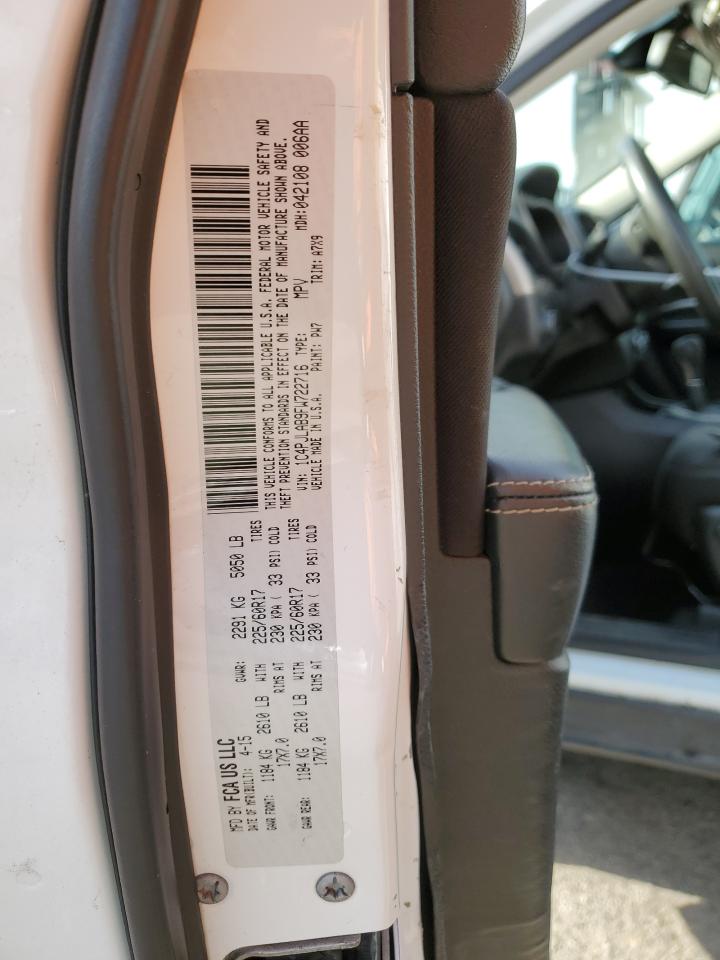 MFD BY FCA US LLC
DATE OF MFR(BUILT): 4-15 GVWR: 2291 KG 5050 LB
GAWR FRONT: 1184 KG 2610 LB WITH 225/60R17 TIRES
17X7.0 RIMS AT 230 KPA ( 33 PSI) COLD
GAWR REAR: 1184 KG 2610 LB WITH 225/60R17 TIRES
17X7.0 RIMS AT 230 KPA ( 33 PSI) COLD
THIS VEHICLE CONFORMS TO ALL APPLICABLE U.S.A. FEDERAL MOTOR VEHICLE SAFETY AND
THEFT PREVENTION STANDARDS IN EFFECT ON THE DATE OF MANUFACTURE SHOWN ABOVE.
VIN: 1C4PJLAB9FW722716 TYPE: MPV MDH:042108 006AA
VEHICLE MADE IN U.S.A. PAINT: PW7 TRIM: A7X9